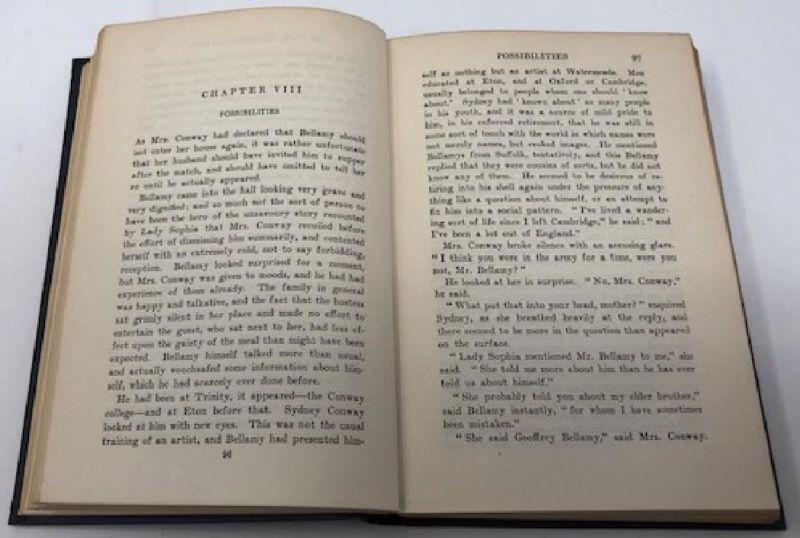 CHAPTER VIII
POSSIBILITIES
As Mrs. Conway had declared that Bellamy should
not enter her house again, it was rather unfortunate
that her husband should have invited him to supper
after the match, and should have omitted to tell her
so until he actually appeared.
Bellamy came into the hall looking very grave and
very dignified; and so much not the sort of person to
have been the hero of the unsavoury story recounted
by Lady Sophia that Mrs. Conway recoiled before
the effort of dismissing him summarily, and contented
herself with an extremely cold, not to say forbidding,
reception. Bellamy looked surprised for a moment,
but Mrs. Conway was given to moods, and he had had
experience of them already. The family in general
was happy and talkative, and the fact that the hostess
sat grimly silent in her place and made no effort to
entertain the guest, who sat next to her, had less ef-
fect upon the gaiety of the meal than might have been
expected. Bellamy himself talked more than usual,
and actually vouchsafed some information about him-
self, which he had scarcely ever done before.
He had been at Trinity, it appeared—the Conway
college—and at Eton before that. Sydney Conway
looked at him with new eyes. This was not the usual
training of an artist, and Bellamy had presented him-
96
POSSIBILITIES 97
self as nothing but an artist at Watermeads. Men
educated at Eton, and at Oxford or Cambridge,
usually belonged to people whom one should 'know
about.' Sydney had 'known about' as many people
in his youth, and it was a source of mild pride to
him, in his enforced retirement, that he was still in
some sort of touch with the world in which names were
not merely names, but evoked images. He mentioned
Bellamys from Suffolk, tentatively, and this Bellamy
replied that they were cousins of sorts, but he did not
know any of them. He seemed to be desirous of re-
tiring into his shell again under the pressure of any-
thing like a question about himself, or an attempt to
fix him into a social pattern. "I've lived a wander-
ing sort of life since I left Cambridge," he said; "and
I've been a lot out of England."
Mrs. Conway broke silence with an accusing glare.
"I think you were in the army for a time, were you
not, Mr. Bellamy?"
He looked at her in surprise. "No, Mrs. Conway,"
he said.
"What put that into your head, mother?" enquired
Sydney, as she breathed heavily at the reply, and
there seemed to be more in the question than appeared
on the surface.
"Lady Sophia mentioned Mr. Bellamy to me," she
said. "She told me more about him than he has ever
told us about himself."
"She probably told you about my elder brother,"
said Bellamy instantly, "for whom I have sometimes
been mistaken."
"She said Geoffrey Bellamy," said Mrs. Conway.